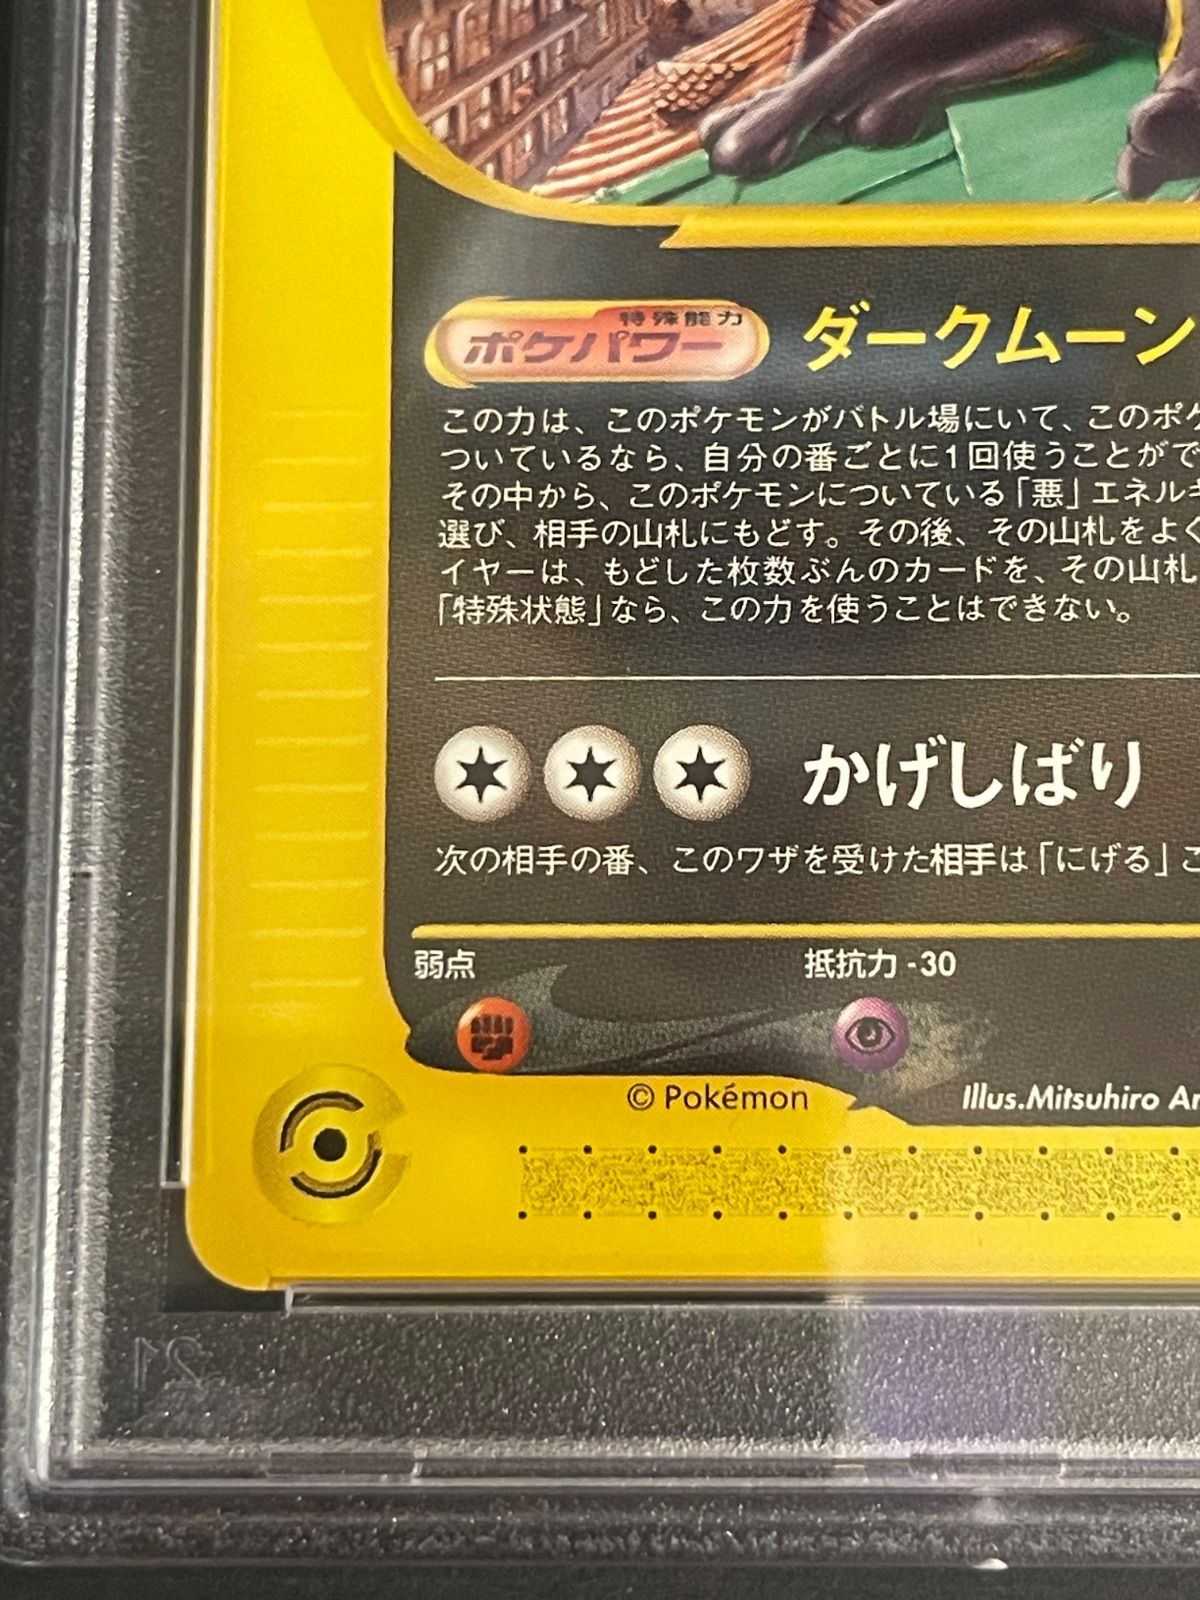 特殊能力
ポケパワー ダークムーン
この力は、このポケモンがバトル場にいて、このポケ
ついているなら、自分の番ごとに1回使うことがで
その中から、このポケモンについている「悪」エネルギ
選び、相手の山札にもどす。その後、その山札をよく
イヤーは、もどした枚数ぶんのカードを、その山札
「特殊状態」なら、この力を使うことはできない。
かげしばり
次の相手の番、このワザを受けた相手は「にげる」こ
弱点 抵抗力 -30
© Pokémon Illus.Mitsuhiro Ar
21